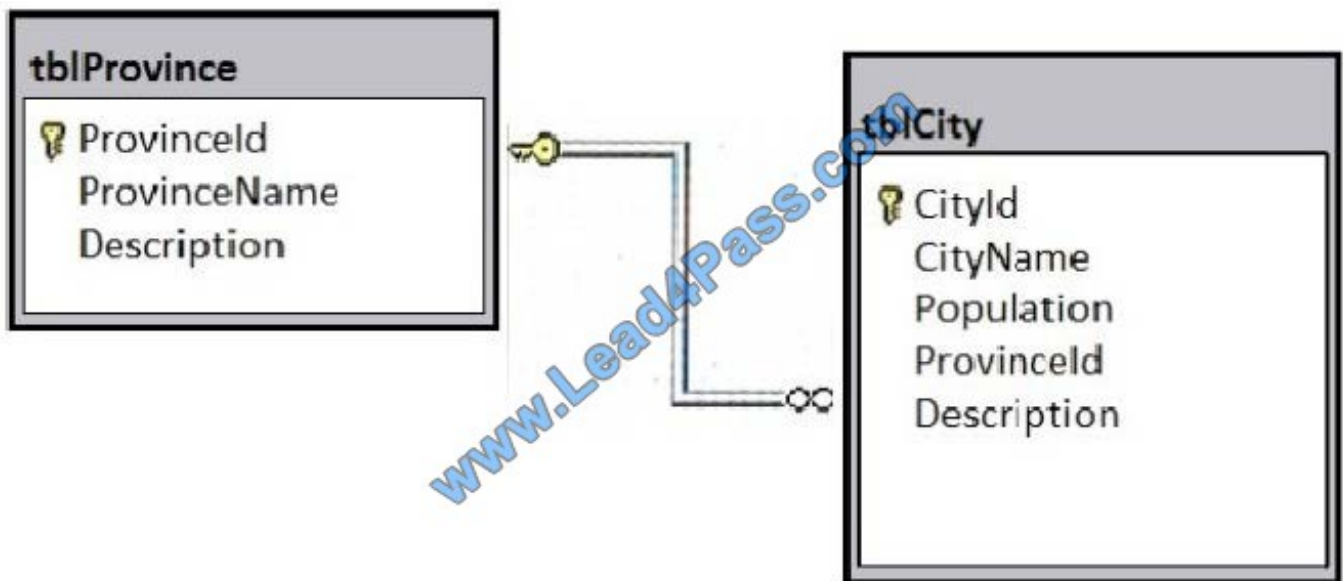 tblProvince
ProvinceId
ProvinceName
Description
tblCity
CityId
CityName
Population
ProvinceId
Description
www.Lead4Pass.com